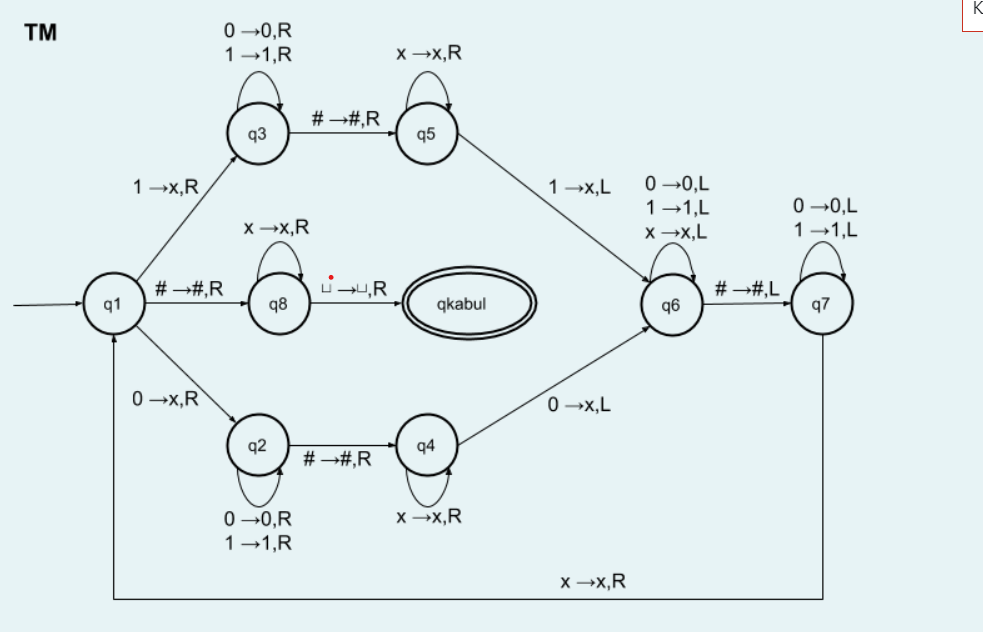 K
TM
0 →0,R
1 →1,R
x →x,R
q3
# →#,R
q5
1 →x,R
1 →x,L
0 →0,L
1 →1,L
x →x,L
0 →0,L
1 →1,L
x →x,R
q1
# →#,R
q8
⊔ →⊔,R
qkabul
q6
# →#,L
q7
0 →x,R
0 →x,L
q2
# →#,R
q4
0 →0,R
1 →1,R
x →x,R
x →x,R